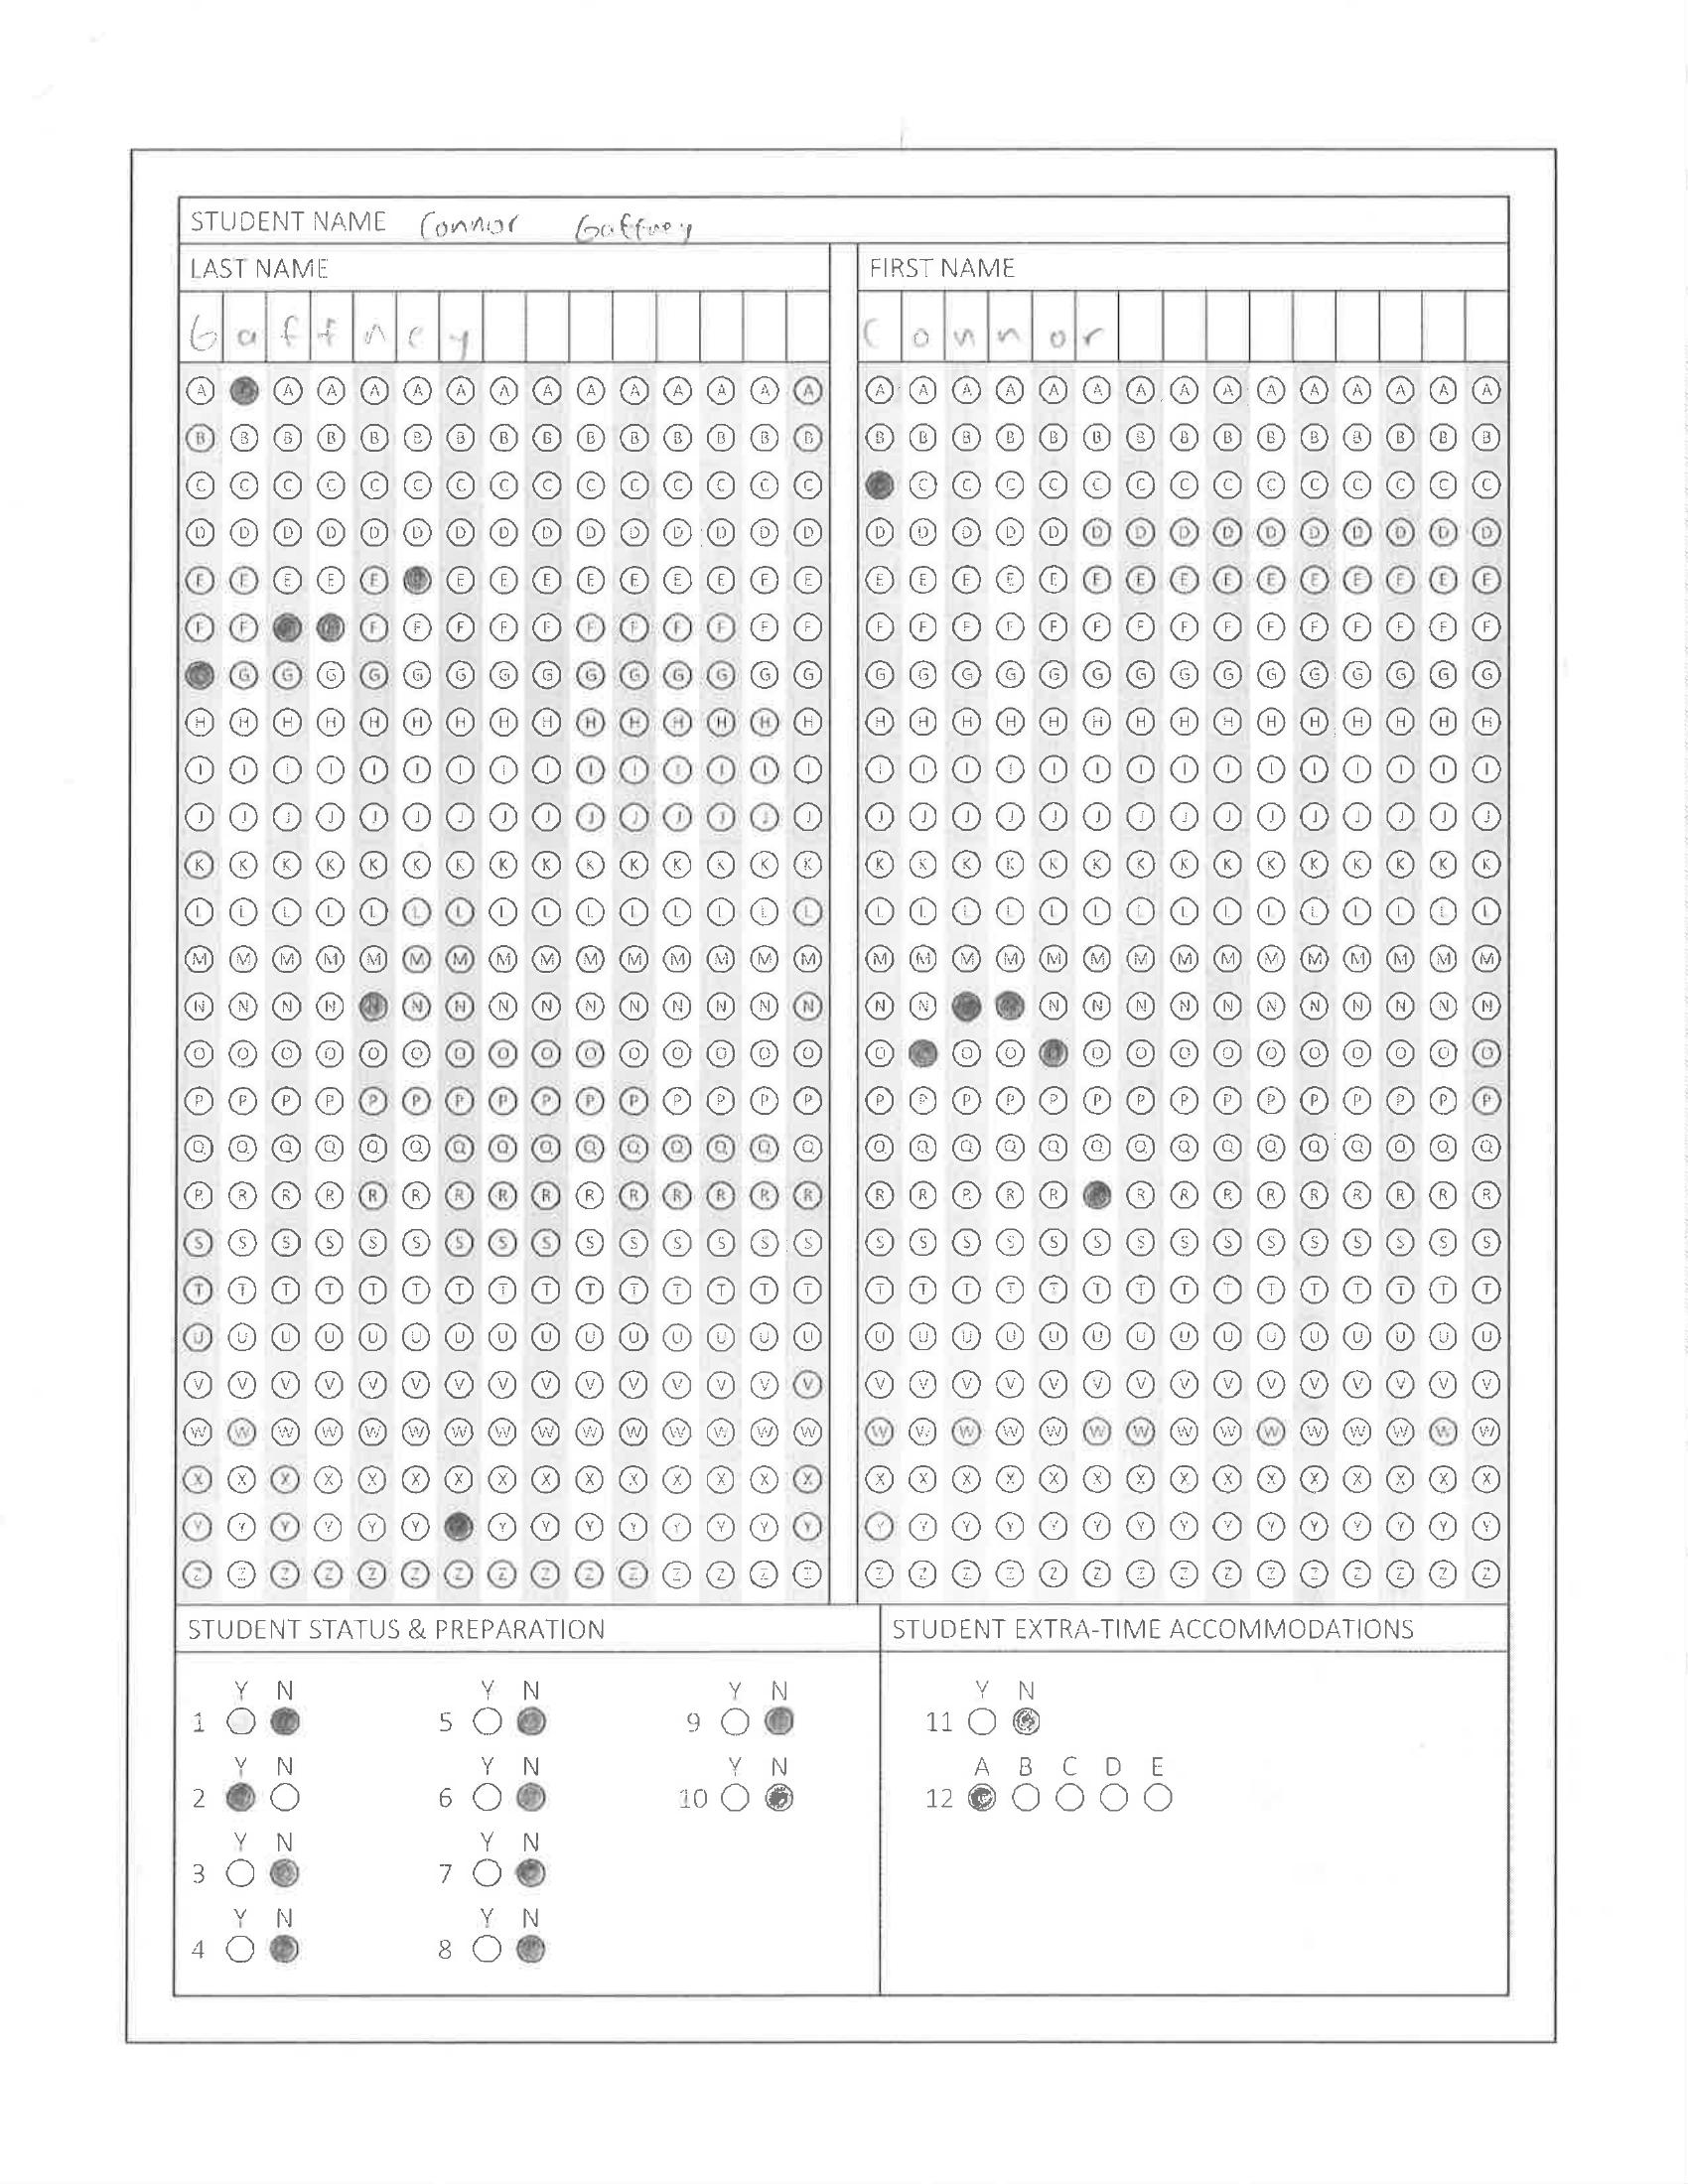 STUDENT NAME Connor Gaffney
LAST NAME
FIRST NAME
G a f f n e y
C o n n o r
A A A A A A A A A A A A A A A A A A A A A A A A A A A A
B B B B B B B B B B B B B B B B B B B B B B B B B B B B B B
C C C C C C C C C C C C C C C C C C C C C C C C C C C C C
D D D D D D D D D D D D D D D D D D D D D D D D D D D D D D
E E E E E E E E E E E E E E E E E E E E E E E E E E E E E
F F F F F F F F F F F F F F F F F F F F F F F F F F F F
G G G G G G G G G G G G G G G G G G G G G G G G G G G G G
H H H H H H H H H H H H H H H H H H H H H H H H H H H H H H
I I I I I I I I I I I I I I I I I I I I I I I I I I I I I I
J J J J J J J J J J J J J J J J J J J J J J J J J J J J J J
K K K K K K K K K K K K K K K K K K K K K K K K K K K K K K
L L L L L L L L L L L L L L L L L L L L L L L L L L L L L L
M M M M M M M M M M M M M M M M M M M M M M M M M M M M M M
N N N N N N N N N N N N N N N N N N N N N N N N N N N N
O O O O O O O O O O O O O O O O O O O O O O O O O O O O
P P P P P P P P P P P P P P P P P P P P P P P P P P P P P P
Q Q Q Q Q Q Q Q Q Q Q Q Q Q Q Q Q Q Q Q Q Q Q Q Q Q Q Q Q Q
R R R R R R R R R R R R R R R R R R R R R R R R R R R R R
S S S S S S S S S S S S S S S S S S S S S S S S S S S S S S
T T T T T T T T T T T T T T T T T T T T T T T T T T T T T T
U U U U U U U U U U U U U U U U U U U U U U U U U U U U U U
V V V V V V V V V V V V V V V V V V V V V V V V V V V V V V
W W W W W W W W W W W W W W W W W W W W W W W W W W W W W W
X X X X X X X X X X X X X X X X X X X X X X X X X X X X X X
Y Y Y Y Y Y Y Y Y Y Y Y Y Y Y Y Y Y Y Y Y Y Y Y Y Y Y Y Y
Z Z Z Z Z Z Z Z Z Z Z Z Z Z Z Z Z Z Z Z Z Z Z Z Z Z Z Z Z Z
STUDENT STATUS & PREPARATION
STUDENT EXTRA-TIME ACCOMMODATIONS
Y N Y N Y N Y N
1 5 9 11
Y N Y N Y N A B C D E
2 6 10 12
Y N Y N
3 7
Y N Y N
4 8